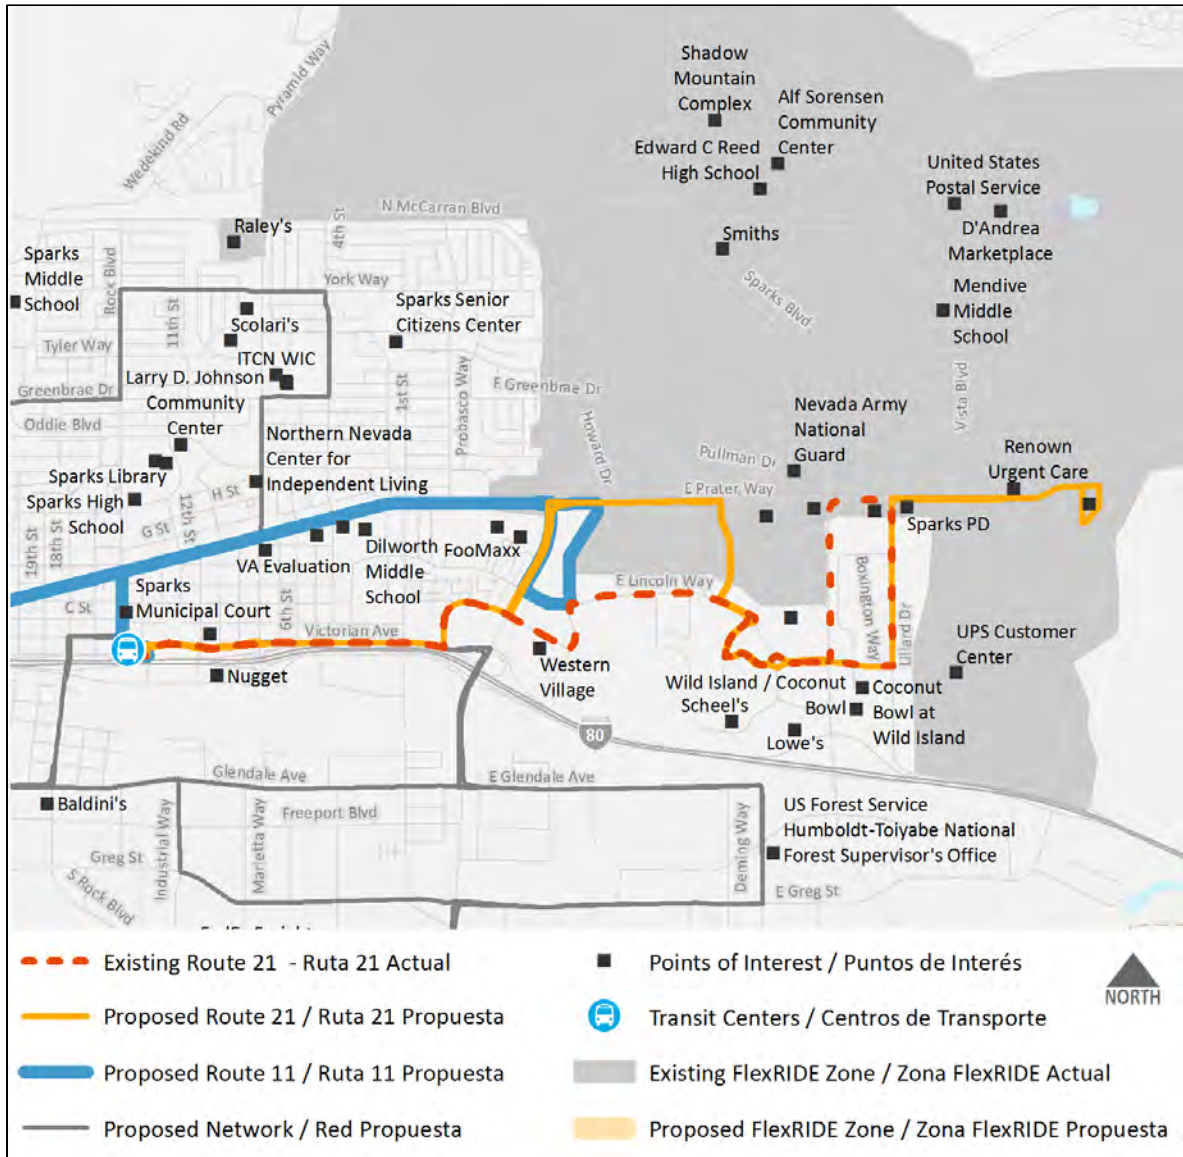 Shadow
Mountain
Complex
Alf Sorensen
Community
Center
Edward C Reed
High School
United States
Postal Service
D'Andrea
Marketplace
Smiths
Mendive
Middle
School
Sparks Blvd
Vista Blvd
Pyramid Way
Wedekind Rd
N McCarran Blvd
Raley's
4th St
York Way
Sparks
Middle
School
Rock Blvd
11th St
Scolari's
Sparks Senior
Citizens Center
Tyler Way
ITCN WIC
Greenbrae Dr
Larry D. Johnson
Community
Center
1st St
Probasco Way
E Greenbrae Dr
Howard Dr
Oddie Blvd
Northern Nevada
Center for
Independent Living
Nevada Army
National
Guard
Pullman Dr
E Prater Way
Renown
Urgent Care
Sparks Library
Sparks High
School
H St
G St
12th St
18th St
19th St
VA Evaluation
Dilworth
Middle
School
FooMaxx
Sparks PD
Boxington Way
Lillard Dr
E Lincoln Way
C St
Sparks
Municipal Court
6th St
Victorian Ave
Nugget
Western
Village
Wild Island / Coconut
Bowl
Scheel's
Lowe's
Coconut
Bowl at
Wild Island
UPS Customer
Center
80
Glendale Ave
E Glendale Ave
Baldini's
Industrial Way
Marietta Way
Freeport Blvd
Deming Way
US Forest Service
Humboldt-Toiyabe National
Forest Supervisor's Office
Greg St
S Rock Blvd
E Greg St
Existing Route 21 - Ruta 21 Actual
Proposed Route 21 / Ruta 21 Propuesta
Proposed Route 11 / Ruta 11 Propuesta
Proposed Network / Red Propuesta
Points of Interest / Puntos de Interés
Transit Centers / Centros de Transporte
Existing FlexRIDE Zone / Zona FlexRIDE Actual
Proposed FlexRIDE Zone / Zona FlexRIDE Propuesta
NORTH